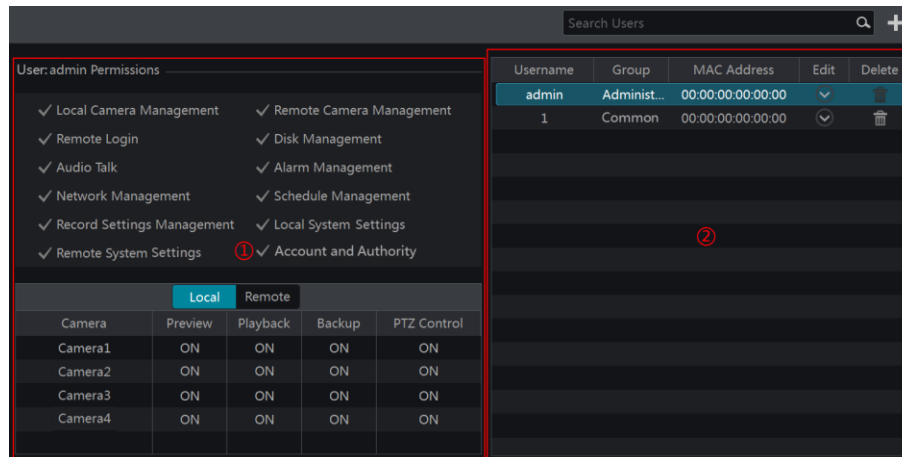 Search Users
User:admin Permissions
Local Camera Management Remote Camera Management
Remote Login Disk Management
Audio Talk Alarm Management
Network Management Schedule Management
Record Settings Management Local System Settings
Remote System Settings ① Account and Authority
Local Remote
Camera Preview Playback Backup PTZ Control
Camera1 ON ON ON ON
Camera2 ON ON ON ON
Camera3 ON ON ON ON
Camera4 ON ON ON ON
Username Group MAC Address Edit Delete
admin Administ... 00:00:00:00:00:00
1 Common 00:00:00:00:00:00
②